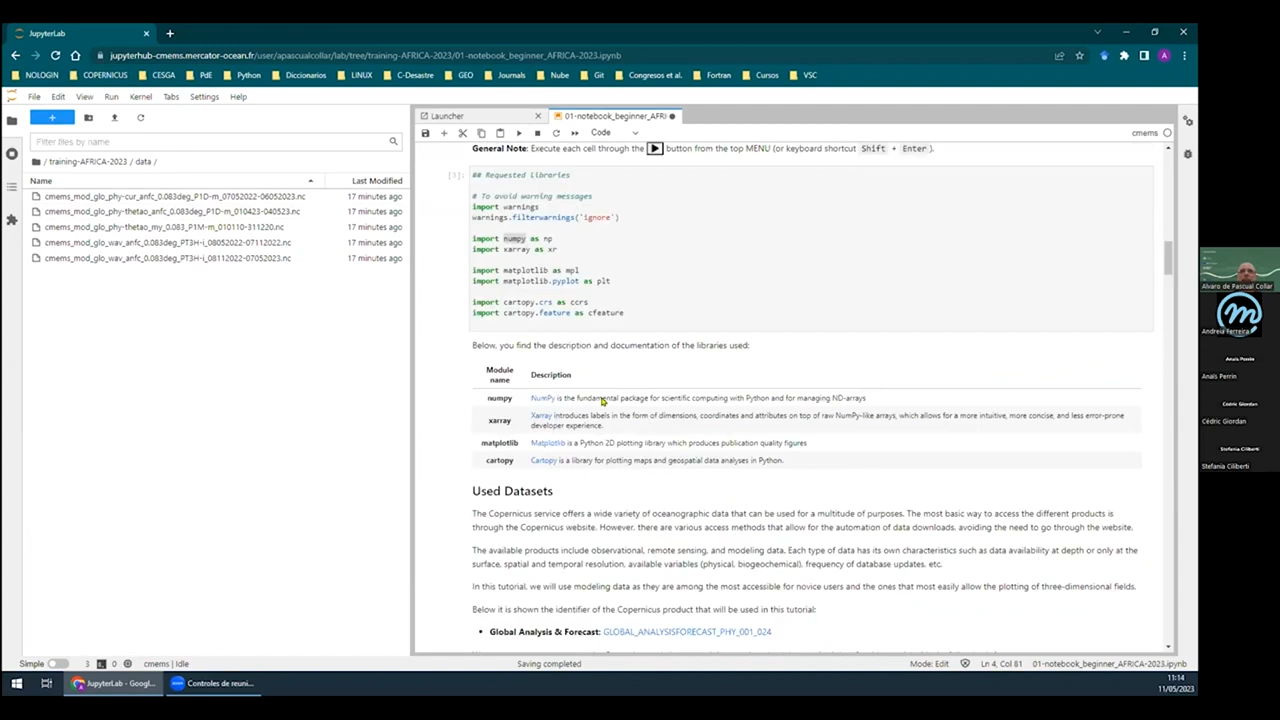 JupyterLab
jupyterhub-cmems.mercator-ocean.fr/user/apascualcollar/lab/tree/training-AFRICA-2023/01-notebook_beginner_AFRICA-2023.ipynb
A
NOLOGIN COPERNICUS CESGA PdE Python Diccionarios LINUX C-Desastre GEO Journals Nube Git Congresos et al. Fortran Cursos VSC
File Edit View Run Kernel Tabs Settings Help
Filter files by name
/ training-AFRICA-2023 / data /
Name Last Modified
cmems_mod_glo_phy-cur_anfc_0.083deg_P1D-m_07052022-06052023.nc 17 minutes ago
cmems_mod_glo_phy-thetao_anfc_0.083deg_P1D-m_010423-040523.nc 17 minutes ago
cmems_mod_glo_phy-thetao_my_0.083_P1M-m_010110-311220.nc 17 minutes ago
cmems_mod_glo_wav_anfc_0.083deg_PT3H-i_08052022-07112022.nc 17 minutes ago
cmems_mod_glo_wav_anfc_0.083deg_PT3H-i_08112022-07052023.nc 17 minutes ago
Launcher
01-notebook_beginner_AFRI
Code
cmems
General Note: Execute each cell through the button from the top MENU (or keyboard shortcut Shift + Enter).
[3]: ## Requested libraries
# To avoid warning messages
import warnings
warnings.filterwarnings('ignore')
import numpy as np
import xarray as xr
import matplotlib as mpl
import matplotlib.pyplot as plt
import cartopy.crs as ccrs
import cartopy.feature as cfeature
Below, you find the description and documentation of the libraries used:
Module name Description
numpy NumPy is the fundamental package for scientific computing with Python and for managing ND-arrays
xarray Xarray introduces labels in the form of dimensions, coordinates and attributes on top of raw NumPy-like arrays, which allows for a more intuitive, more concise, and less error-prone
developer experience.
matplotlib Matplotlib is a Python 2D plotting library which produces publication quality figures
cartopy Cartopy is a library for plotting maps and geospatial data analyses in Python.
Used Datasets
The Copernicus service offers a wide variety of oceanographic data that can be used for a multitude of purposes. The most basic way to access the different products is
through the Copernicus website. However, there are various access methods that allow for the automation of data downloads, avoiding the need to go through the website.
The available products include observational, remote sensing, and modeling data. Each type of data has its own characteristics such as data availability at depth or only at the
surface, spatial and temporal resolution, available variables (physical, biogeochemical), frequency of database updates, etc.
In this tutorial, we will use modeling data as they are among the most accessible for novice users and the ones that most easily allow the plotting of three-dimensional fields.
Below it is shown the identifier of the Copernicus product that will be used in this tutorial:
• Global Analysis & Forecast: GLOBAL_ANALYSISFORECAST_PHY_001_024
Simple 3 0 cmems | Idle Saving completed Mode: Edit Ln 4, Col 81 01-notebook_beginner_AFRICA-2023.ipynb
JupyterLab - Googl... Controles de reuni...
11:14
11/05/2023
Alvaro de Pascual Collar
m
Andreia Ferreira
Anaïs Perrin
Anaïs Perrin
Cédric Giordan
Cédric Giordan
Stefania Ciliberti
Stefania Ciliberti